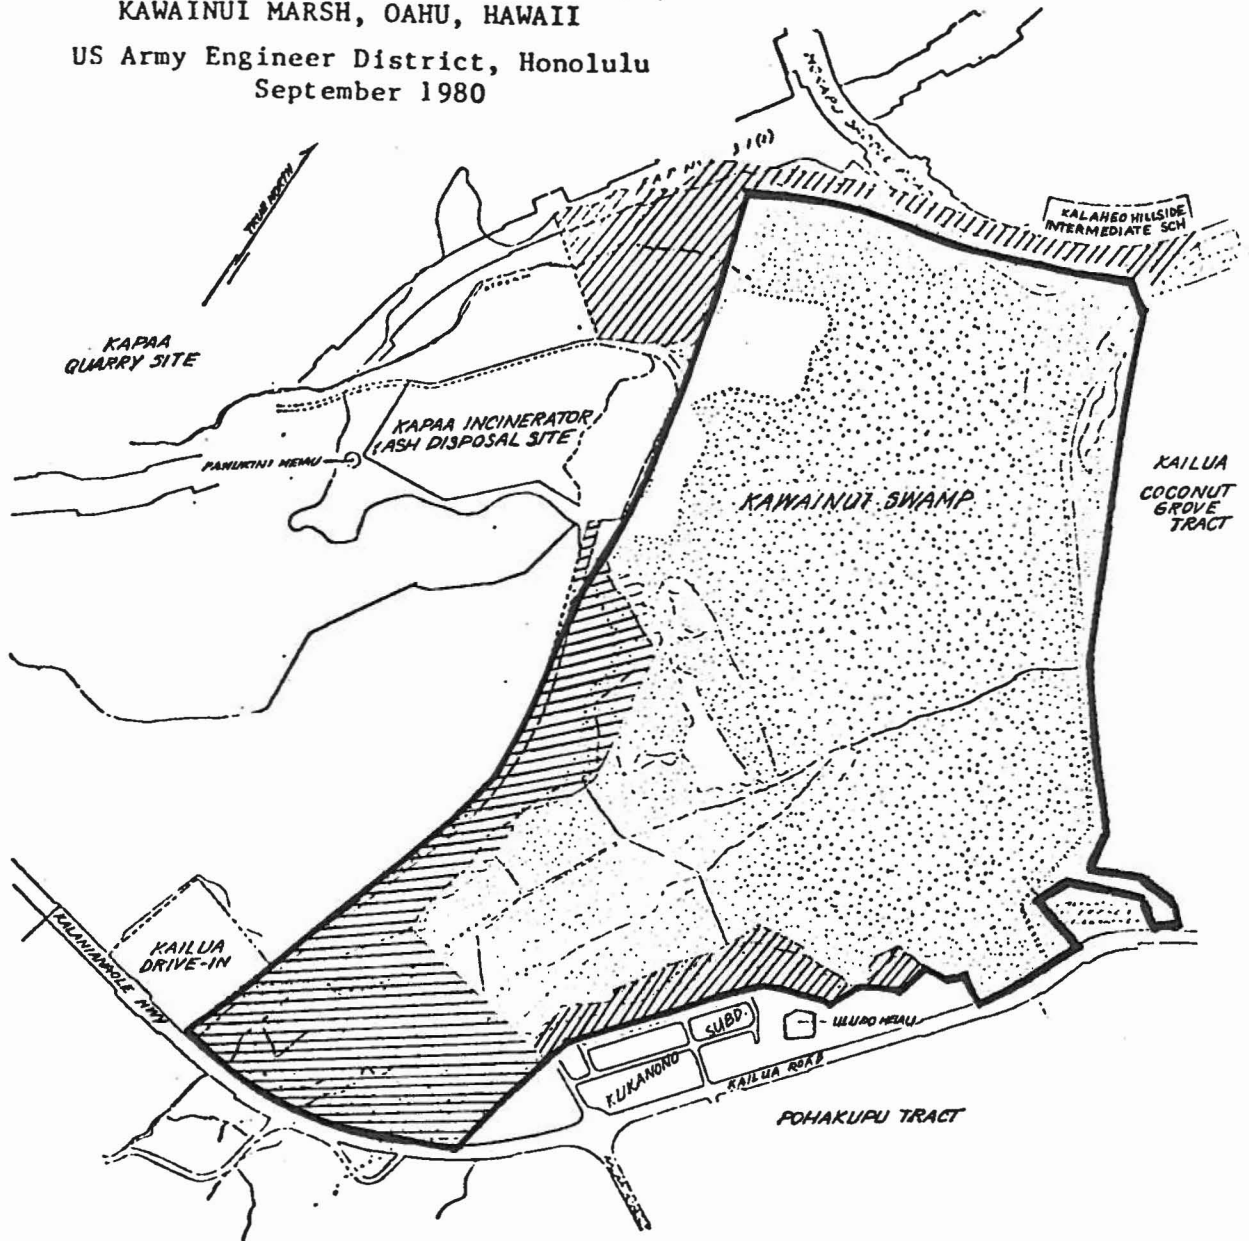 KAWAINUI MARSH, OAHU, HAWAII
US Army Engineer District, Honolulu
September 1980
TRUE NORTH
KALAHEO HILLSIDE
INTERMEDIATE SCH
KAPAA
QUARRY SITE
KAPAA INCINERATOR
ASH DISPOSAL SITE
KAWAINUI SWAMP
KAILUA
COCONUT
GROVE
TRACT
KAILUA
DRIVE-IN
KALANIANAOLE HWY
KUKANONO
SUBD.
KAILUA ROAD
POHAKUPU TRACT